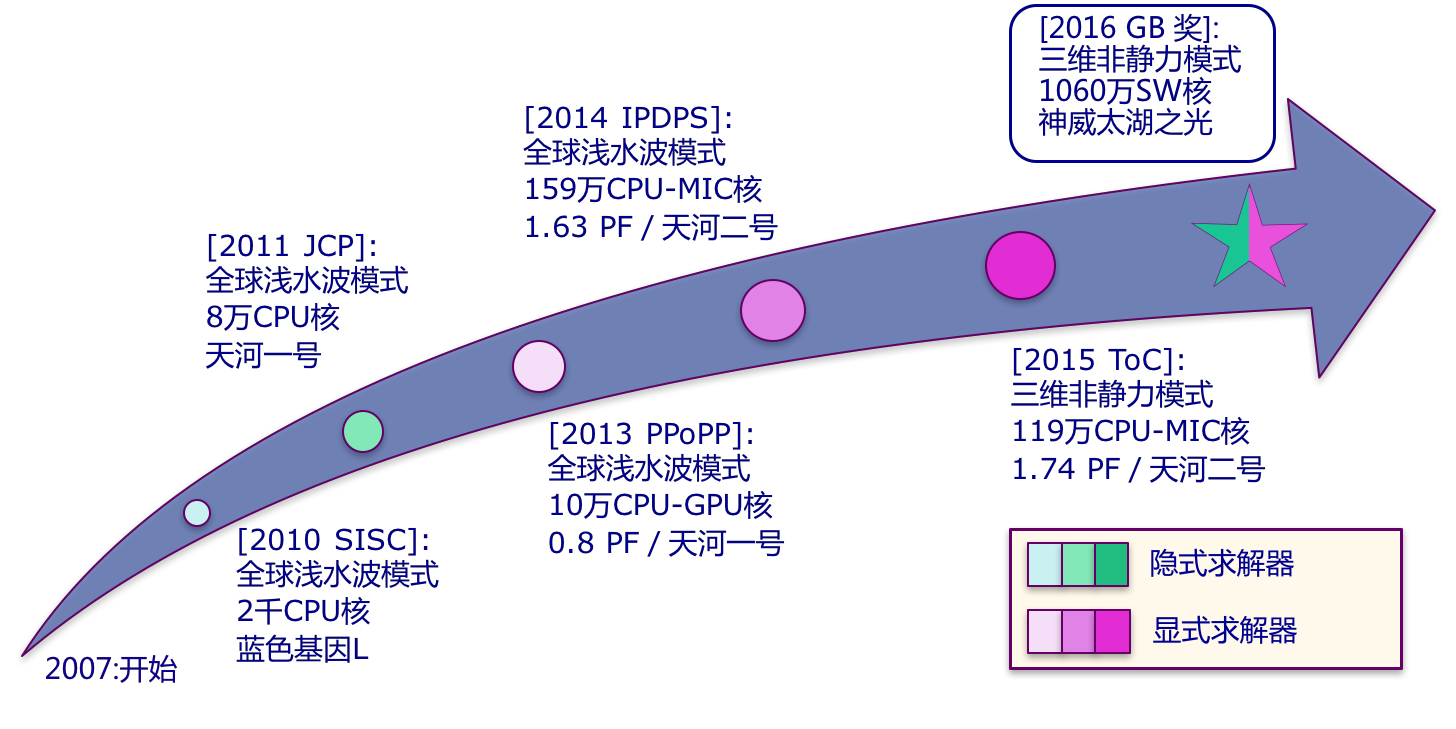 [2016 GB 奖]:
三维非静力模式
1060万SW核
神威太湖之光
[2014 IPDPS]:
全球浅水波模式
159万CPU-MIC核
1.63 PF / 天河二号
[2011 JCP]:
全球浅水波模式
8万CPU核
天河一号
[2015 ToC]:
三维非静力模式
119万CPU-MIC核
1.74 PF / 天河二号
[2013 PPoPP]:
全球浅水波模式
10万CPU-GPU核
0.8 PF / 天河一号
[2010 SISC]:
全球浅水波模式
2千CPU核
蓝色基因L
2007:开始
隐式求解器
显式求解器